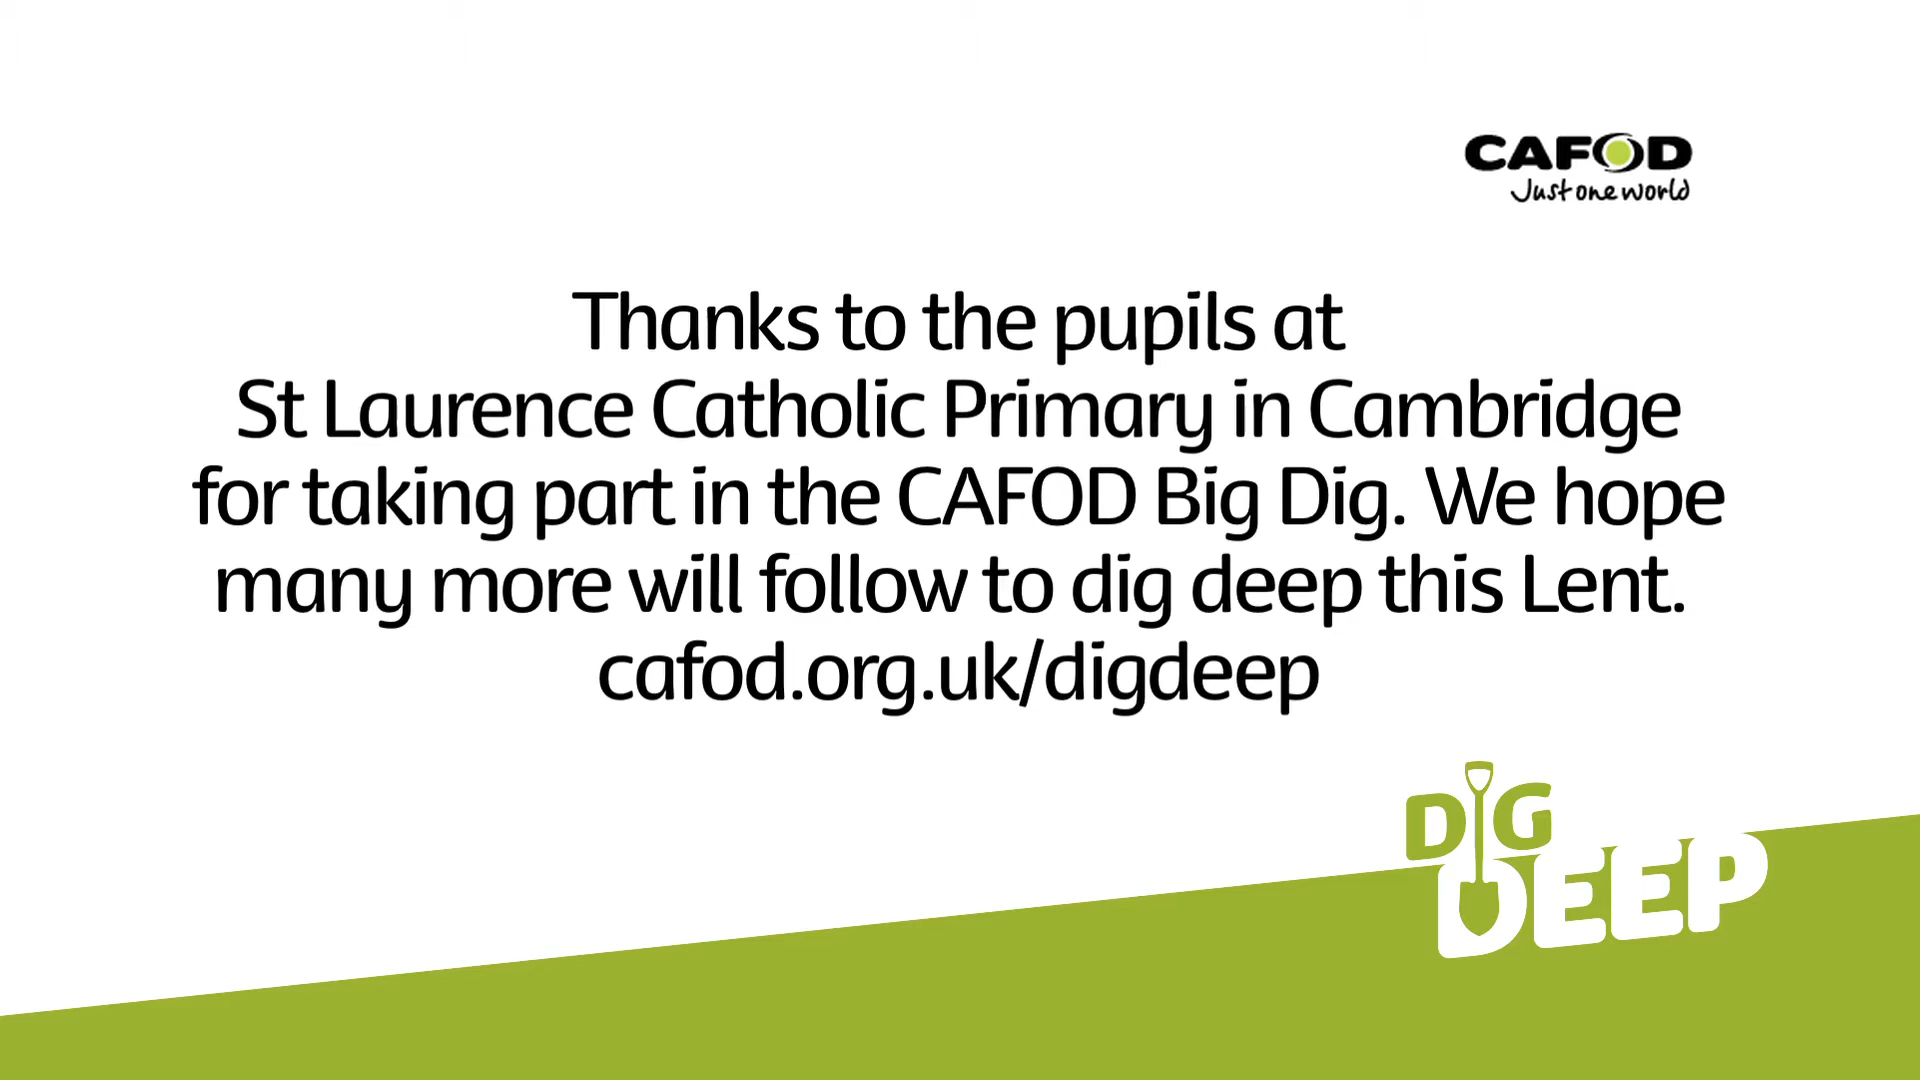 CAFOD
Just one world
Thanks to the pupils at
St Laurence Catholic Primary in Cambridge
for taking part in the CAFOD Big Dig. We hope
many more will follow to dig deep this Lent.
cafod.org.uk/digdeep
DIG
DEEP